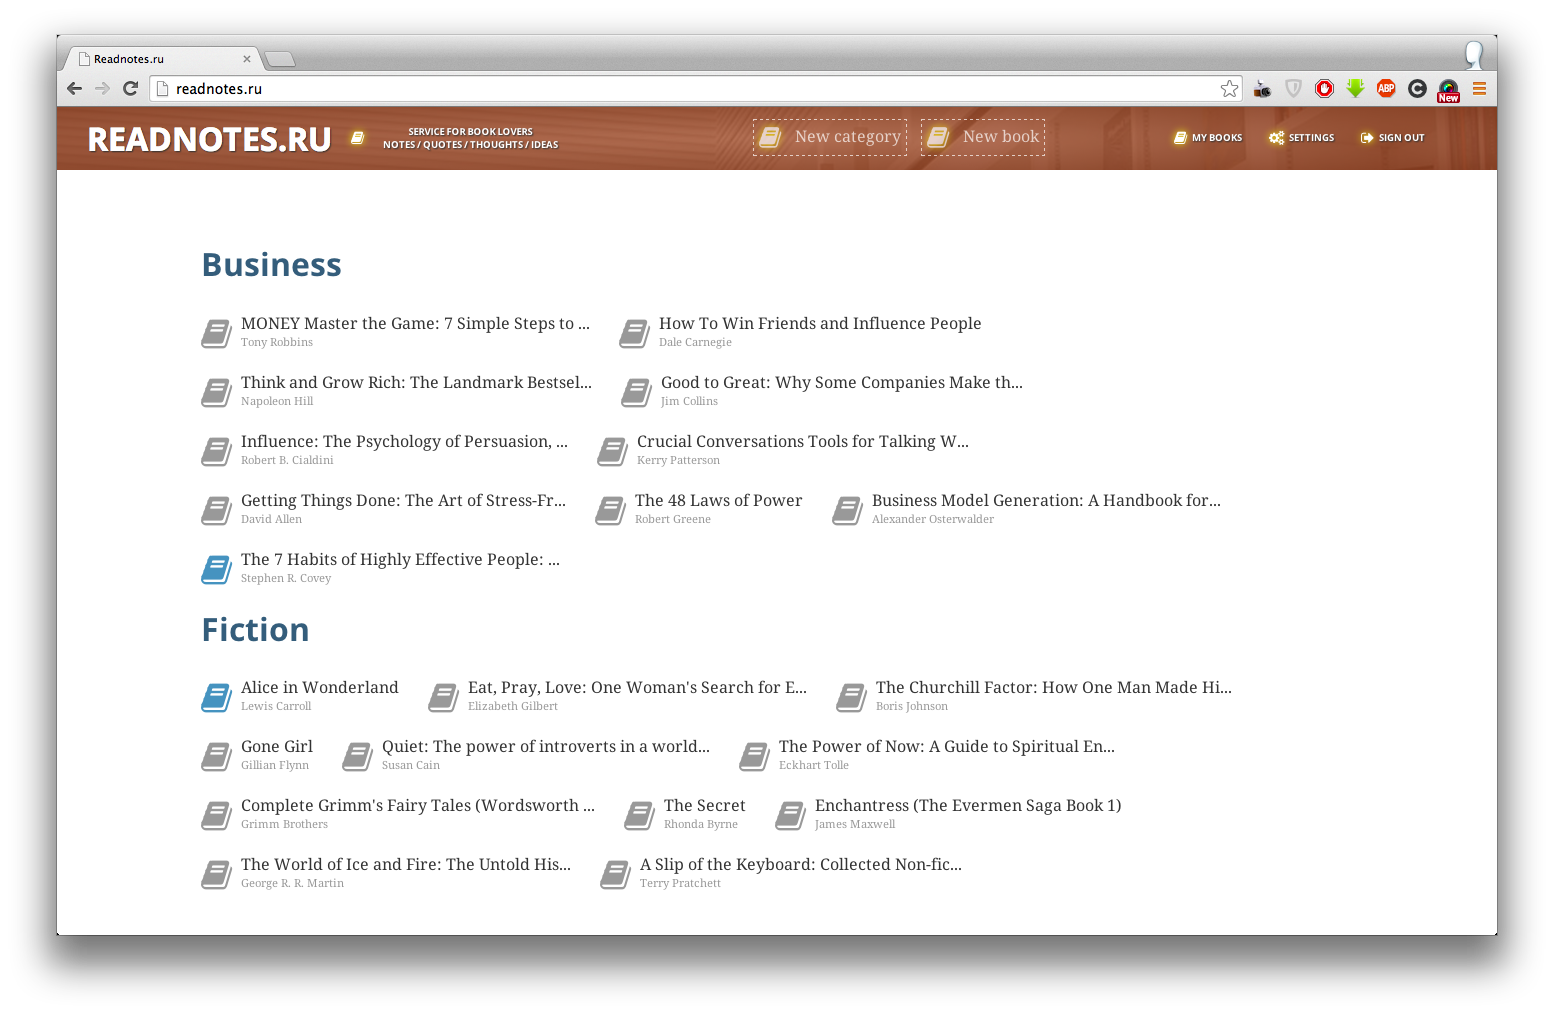 Readnotes.ru
readnotes.ru
ABP
New
READNOTES.RU
SERVICE FOR BOOK LOVERS
NOTES / QUOTES / THOUGHTS / IDEAS
New category
New book
MY BOOKS
SETTINGS
SIGN OUT
Business
MONEY Master the Game: 7 Simple Steps to ...
Tony Robbins
How To Win Friends and Influence People
Dale Carnegie
Think and Grow Rich: The Landmark Bestsel...
Napoleon Hill
Good to Great: Why Some Companies Make th...
Jim Collins
Influence: The Psychology of Persuasion, ...
Robert B. Cialdini
Crucial Conversations Tools for Talking W...
Kerry Patterson
Getting Things Done: The Art of Stress-Fr...
David Allen
The 48 Laws of Power
Robert Greene
Business Model Generation: A Handbook for...
Alexander Osterwalder
The 7 Habits of Highly Effective People: ...
Stephen R. Covey
Fiction
Alice in Wonderland
Lewis Carroll
Eat, Pray, Love: One Woman's Search for E...
Elizabeth Gilbert
The Churchill Factor: How One Man Made Hi...
Boris Johnson
Gone Girl
Gillian Flynn
Quiet: The power of introverts in a world...
Susan Cain
The Power of Now: A Guide to Spiritual En...
Eckhart Tolle
Complete Grimm's Fairy Tales (Wordsworth ...
Grimm Brothers
The Secret
Rhonda Byrne
Enchantress (The Evermen Saga Book 1)
James Maxwell
The World of Ice and Fire: The Untold His...
George R. R. Martin
A Slip of the Keyboard: Collected Non-fic...
Terry Pratchett